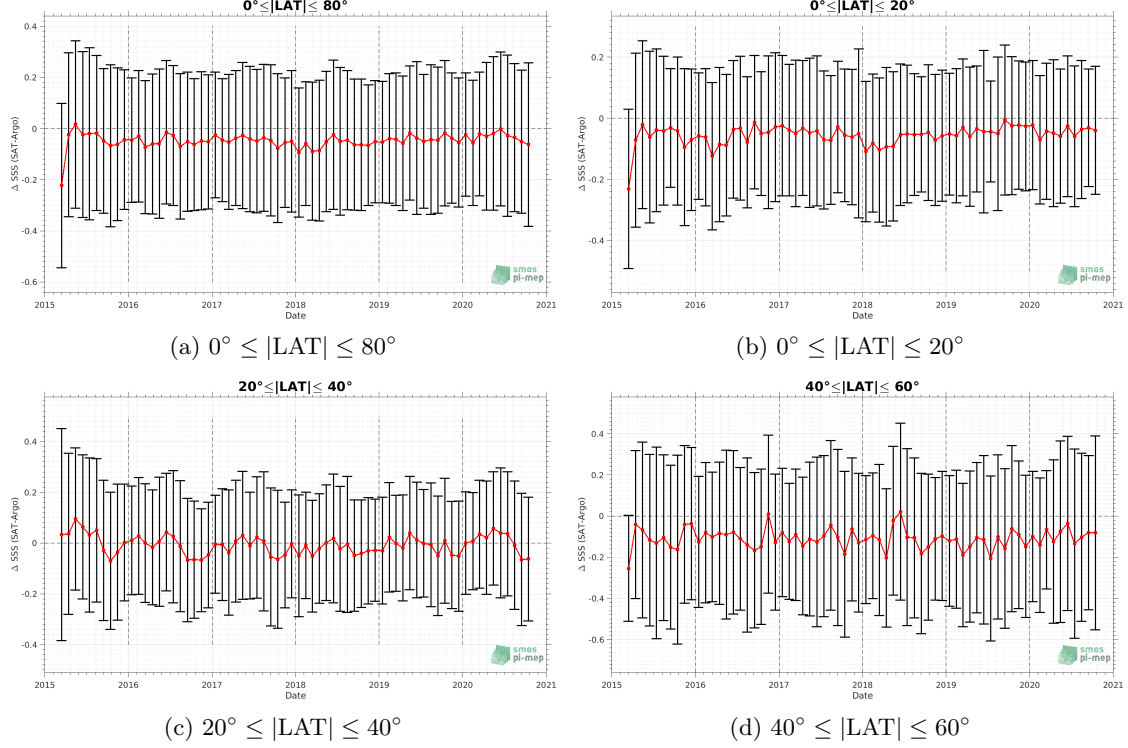 0°≤|LAT|≤ 80°
0.4
0.2
0
-0.2
-0.4
-0.6
Δ SSS (SAT-Argo)
2015
2016
2017
2018
2019
2020
2021
Date
smos
pi-mep
(a) 0° ≤ |LAT| ≤ 80°
0°≤|LAT|≤ 20°
0.2
0
-0.2
-0.4
Δ SSS (SAT-Argo)
2015
2016
2017
2018
2019
2020
2021
Date
smos
pi-mep
(b) 0° ≤ |LAT| ≤ 20°
20°≤|LAT|≤ 40°
0.4
0.2
0
-0.2
-0.4
Δ SSS (SAT-Argo)
2015
2016
2017
2018
2019
2020
2021
Date
smos
pi-mep
(c) 20° ≤ |LAT| ≤ 40°
40°≤|LAT|≤ 60°
0.4
0.2
0
-0.2
-0.4
-0.6
Δ SSS (SAT-Argo)
2015
2016
2017
2018
2019
2020
2021
Date
smos
pi-mep
(d) 40° ≤ |LAT| ≤ 60°